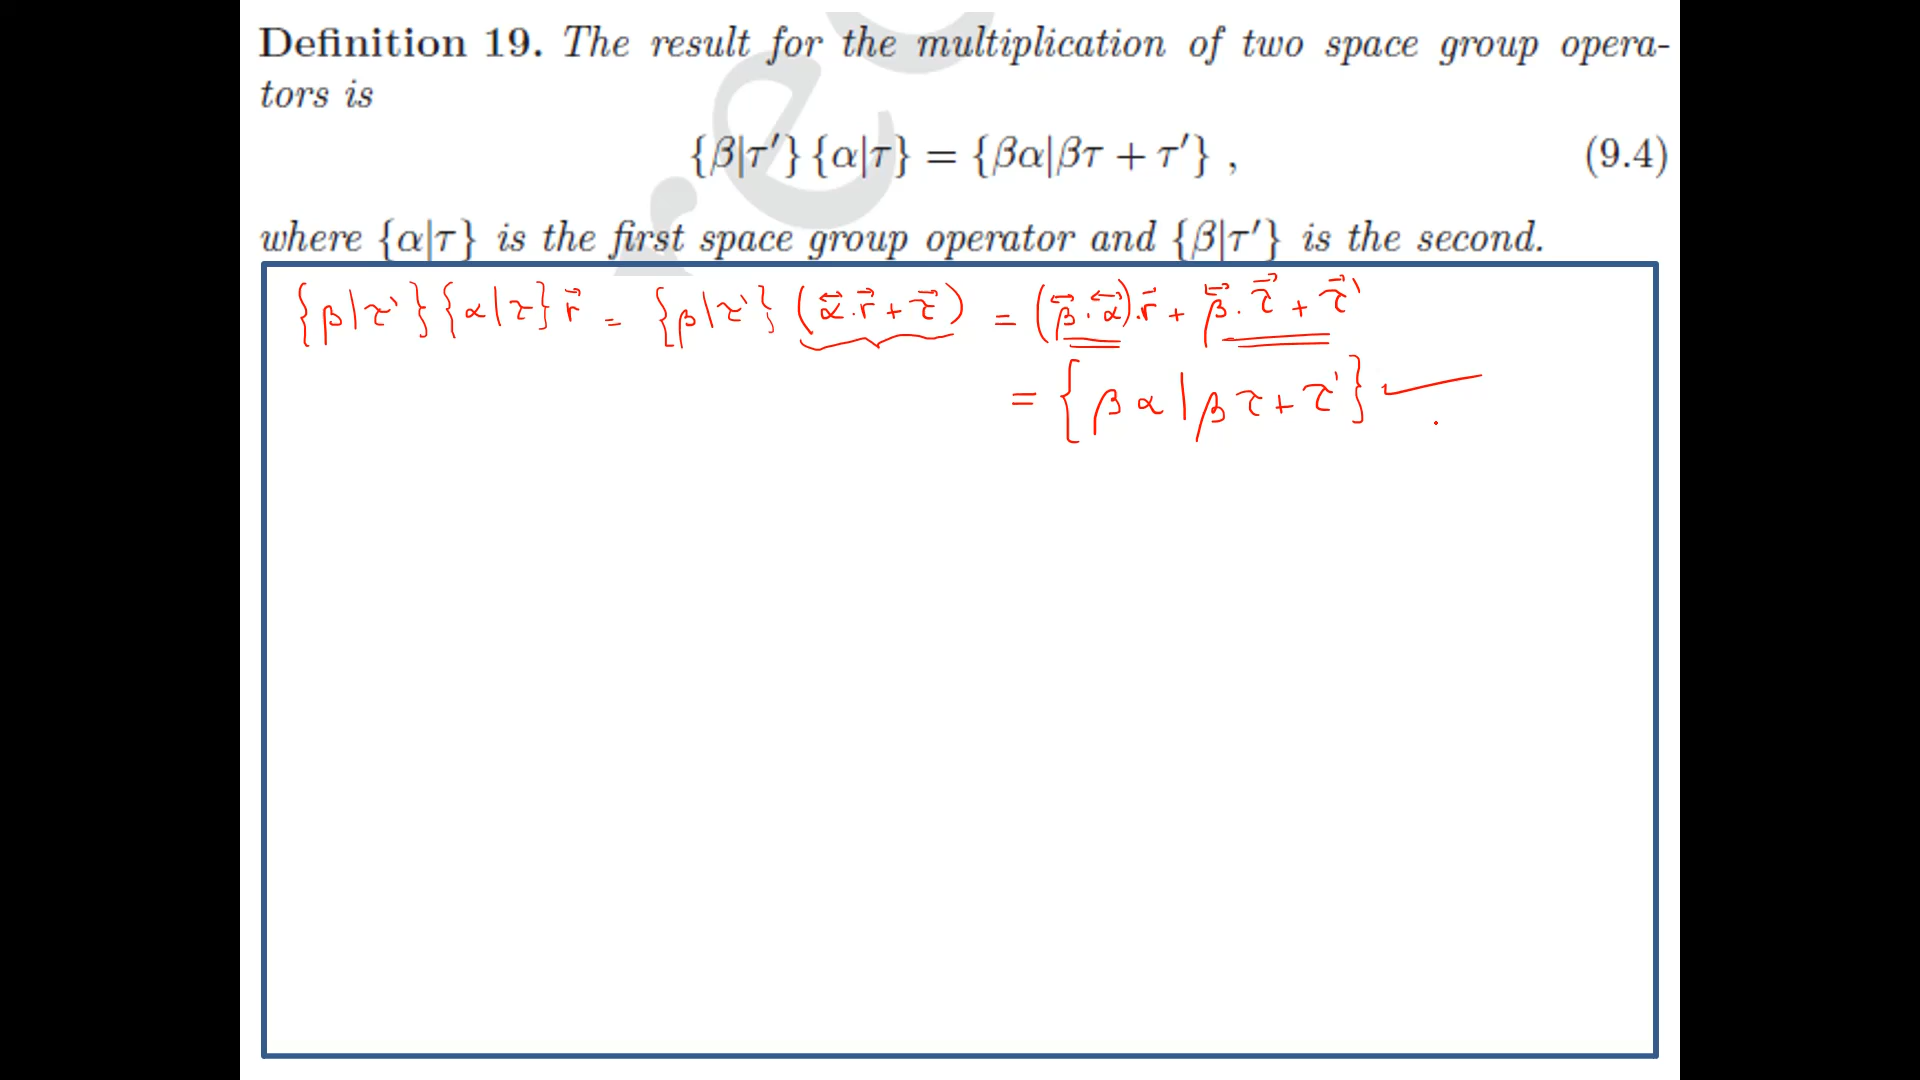 Definition 19. The result for the multiplication of two space group opera-
tors is
{β|τ′} {α|τ} = {βα|βτ + τ′} , (9.4)
where {α|τ} is the first space group operator and {β|τ′} is the second.
{β|τ'}{α|τ} r⃗ = {β|τ'} (α⃡.r⃗ + τ⃗) = (β⃡.α⃡).r⃗ + β⃡.τ⃗ + τ⃗'
= {βα|βτ+τ'}